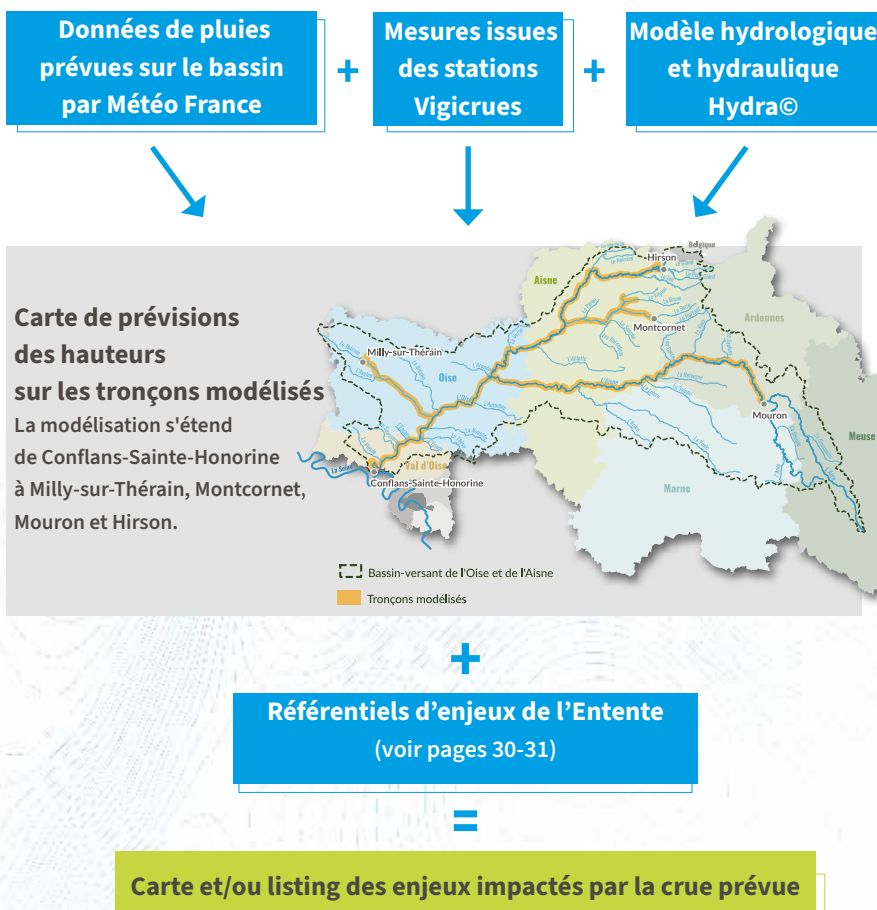 Données de pluies
prévues sur le bassin
par Météo France
+
Mesures issues
des stations
Vigicrues
+
Modèle hydrologique
et hydraulique
Hydra©
Carte de prévisions
des hauteurs
sur les tronçons modélisés
La modélisation s'étend
de Conflans-Sainte-Honorine
à Milly-sur-Thérain, Montcornet,
Mouron et Hirson.
Belgique
Hirson
Aisne
Ardennes
Montcornet
Milly-sur-Thérain
Oise
Mouron
Meuse
Val d'Oise
La Seine
Conflans-Sainte-Honorine
Marne
Bassin-versant de l'Oise et de l'Aisne
Tronçons modélisés
+
Référentiels d'enjeux de l'Entente
(voir pages 30-31)
=
Carte et/ou listing des enjeux impactés par la crue prévue